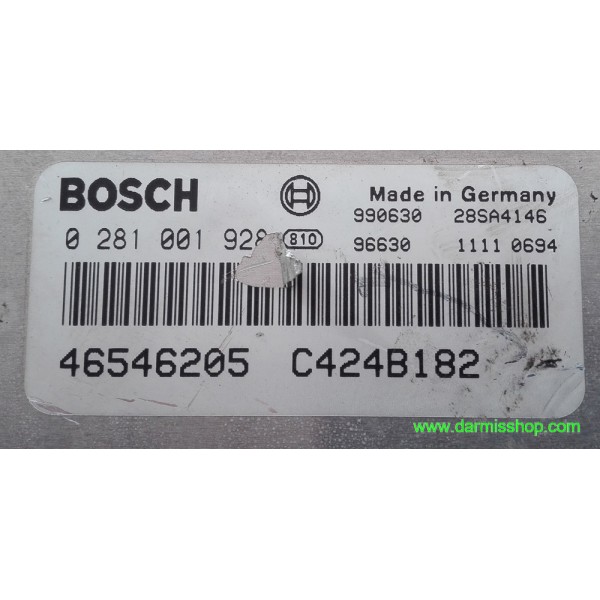 BOSCH
Made in Germany
990630 28SA4146
0 281 001 928 810
96630 1111 0694
46546205 C424B182
www.darmisshop.com